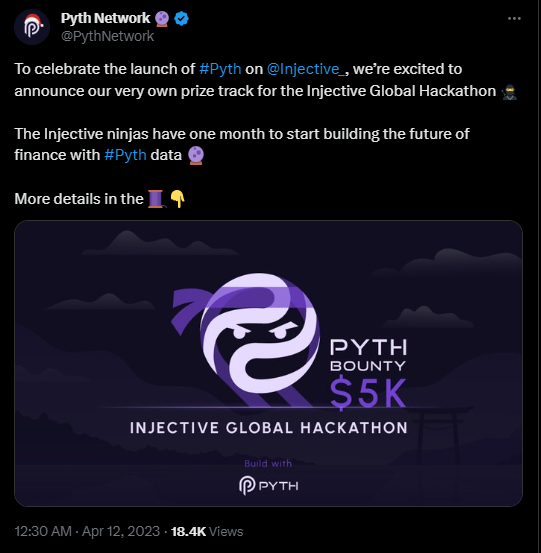 Pyth Network 🔮
@PythNetwork
To celebrate the launch of #Pyth on @Injective_, we’re excited to
announce our very own prize track for the Injective Global Hackathon 🥷
The Injective ninjas have one month to start building the future of
finance with #Pyth data 🔮
More details in the 🧵👇
PYTH
BOUNTY
$5K
INJECTIVE GLOBAL HACKATHON
Build with
PYTH
12:30 AM · Apr 12, 2023 · 18.4K Views